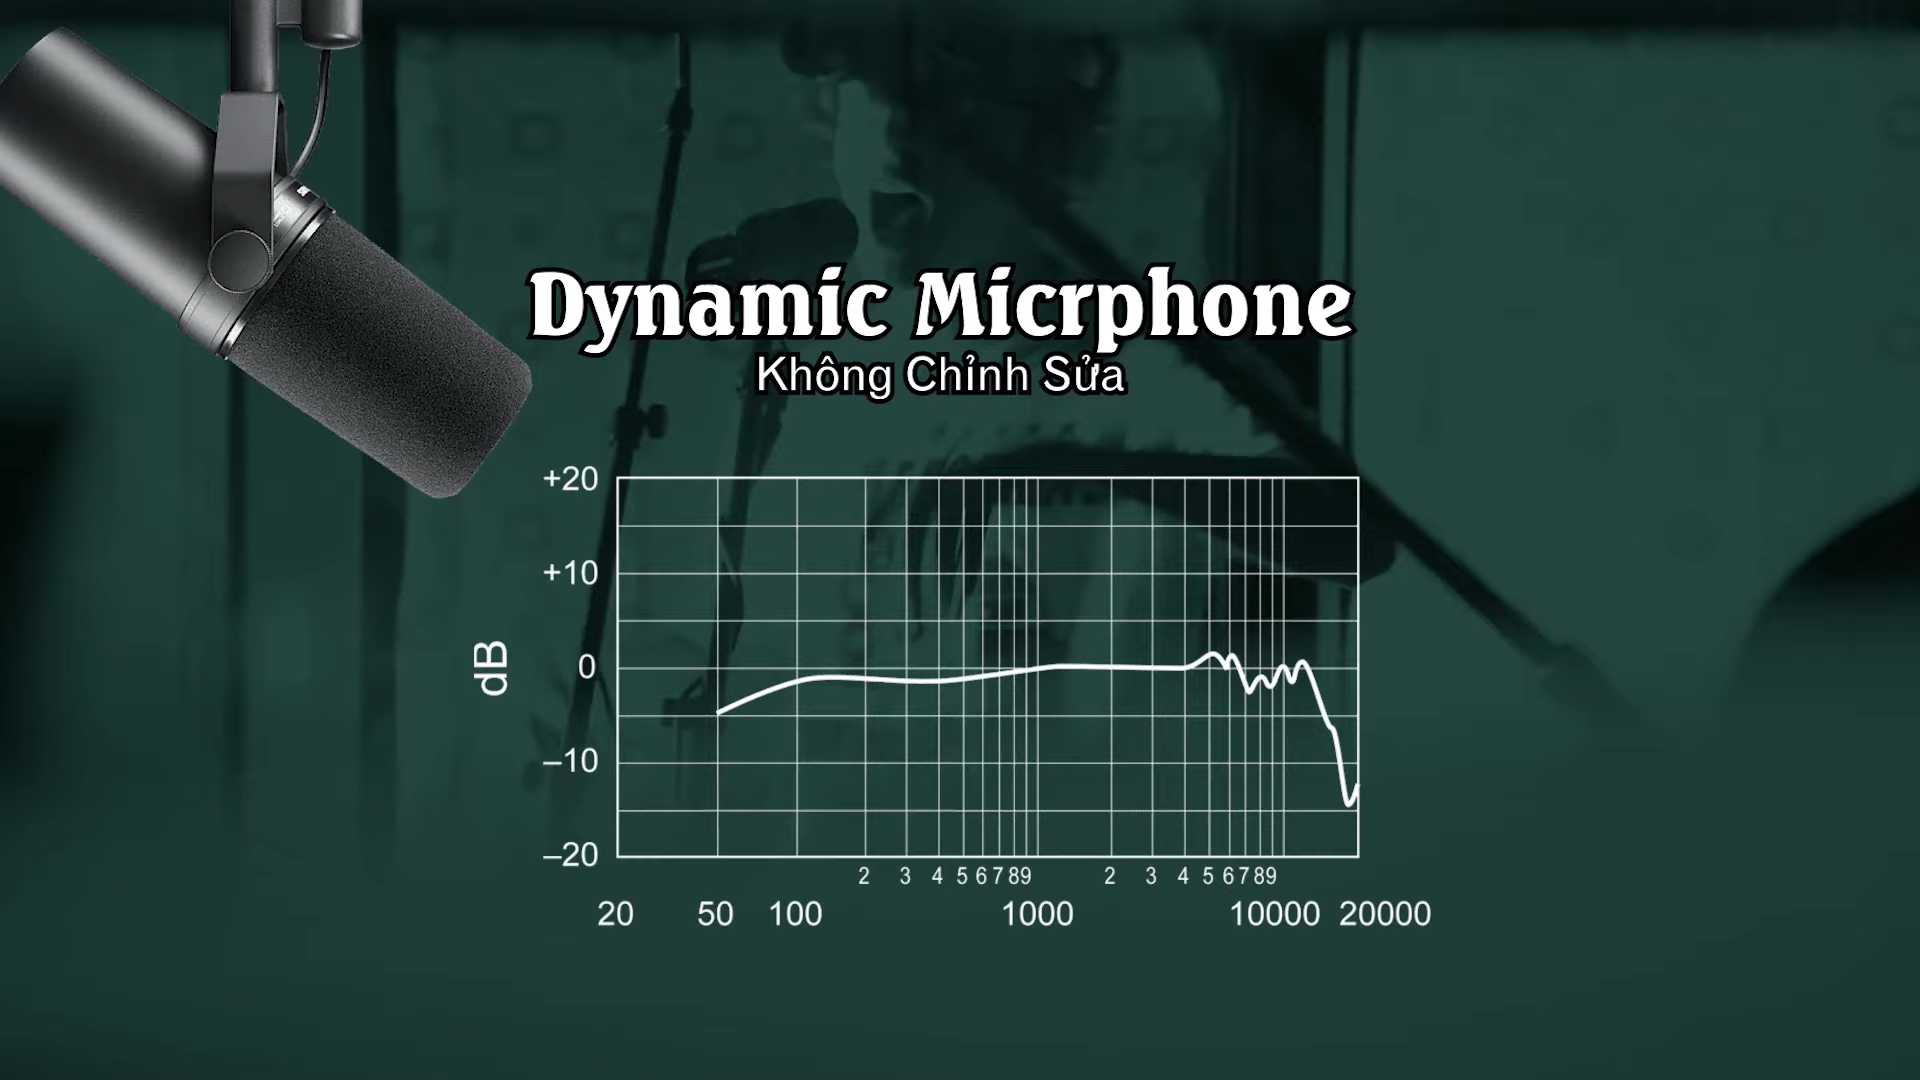 Dynamic Micrphone
Không Chỉnh Sửa
+20
+10
0
–10
–20
dB
2 3 4 5 6 7 8 9 2 3 4 5 6 7 8 9
20 50 100 1000 10000 20000